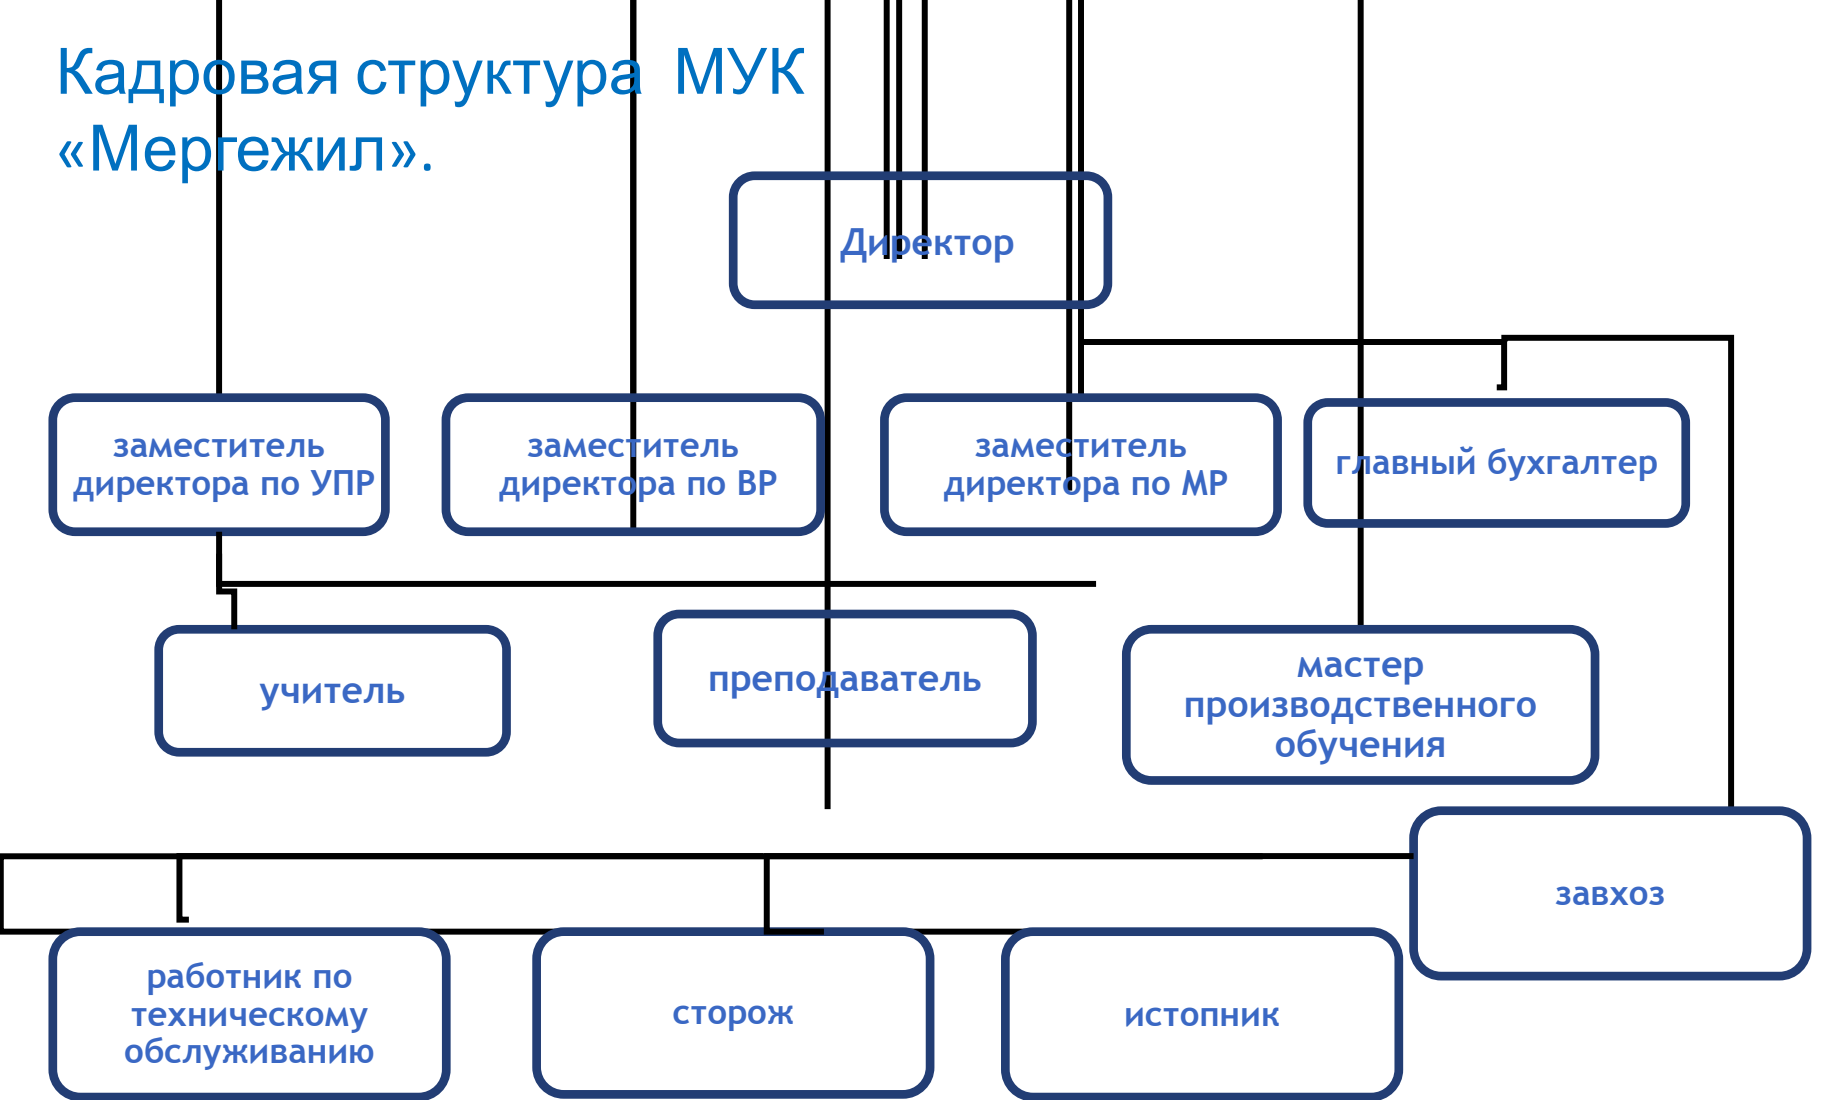 Кадровая структура МУК
«Мергежил».
Директор
заместитель
директора по УПР
заместитель
директора по ВР
заместитель
директора по МР
главный бухгалтер
учитель
преподаватель
мастер
производственного
обучения
завхоз
работник по
техническому
обслуживанию
сторож
истопник